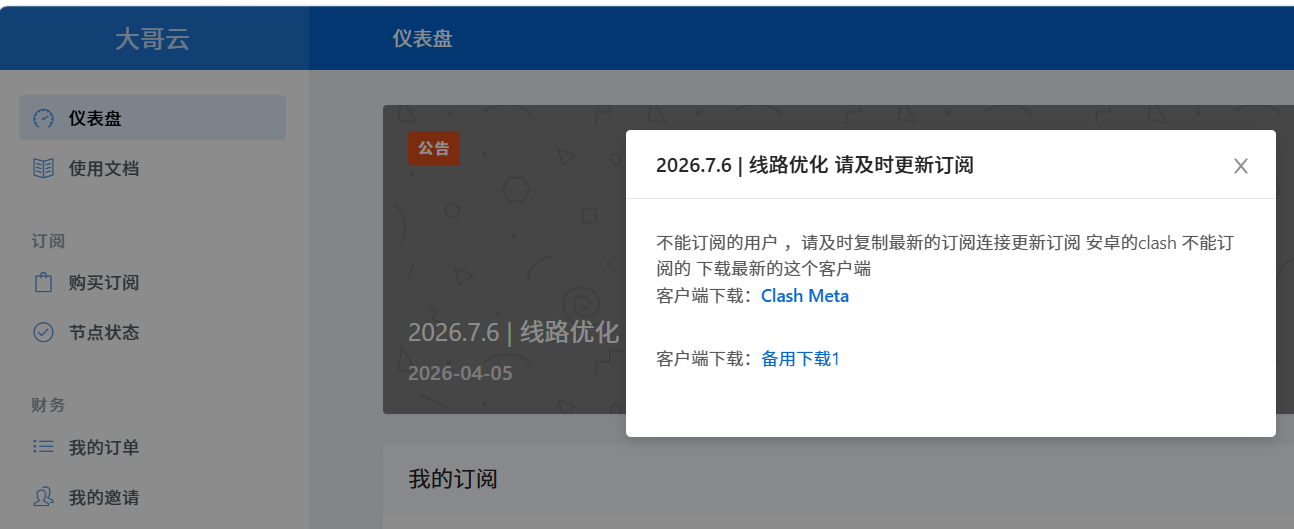 大哥云
仪表盘
仪表盘
使用文档
订阅
购买订阅
节点状态
财务
我的订单
我的邀请
公告
2026.7.6 | 线路优化
2026-04-05
2026.7.6 | 线路优化 请及时更新订阅
不能订阅的用户 ，请及时复制最新的订阅连接更新订阅 安卓的clash 不能订
阅的 下载最新的这个客户端
客户端下载：Clash Meta
客户端下载：备用下载1
我的订阅